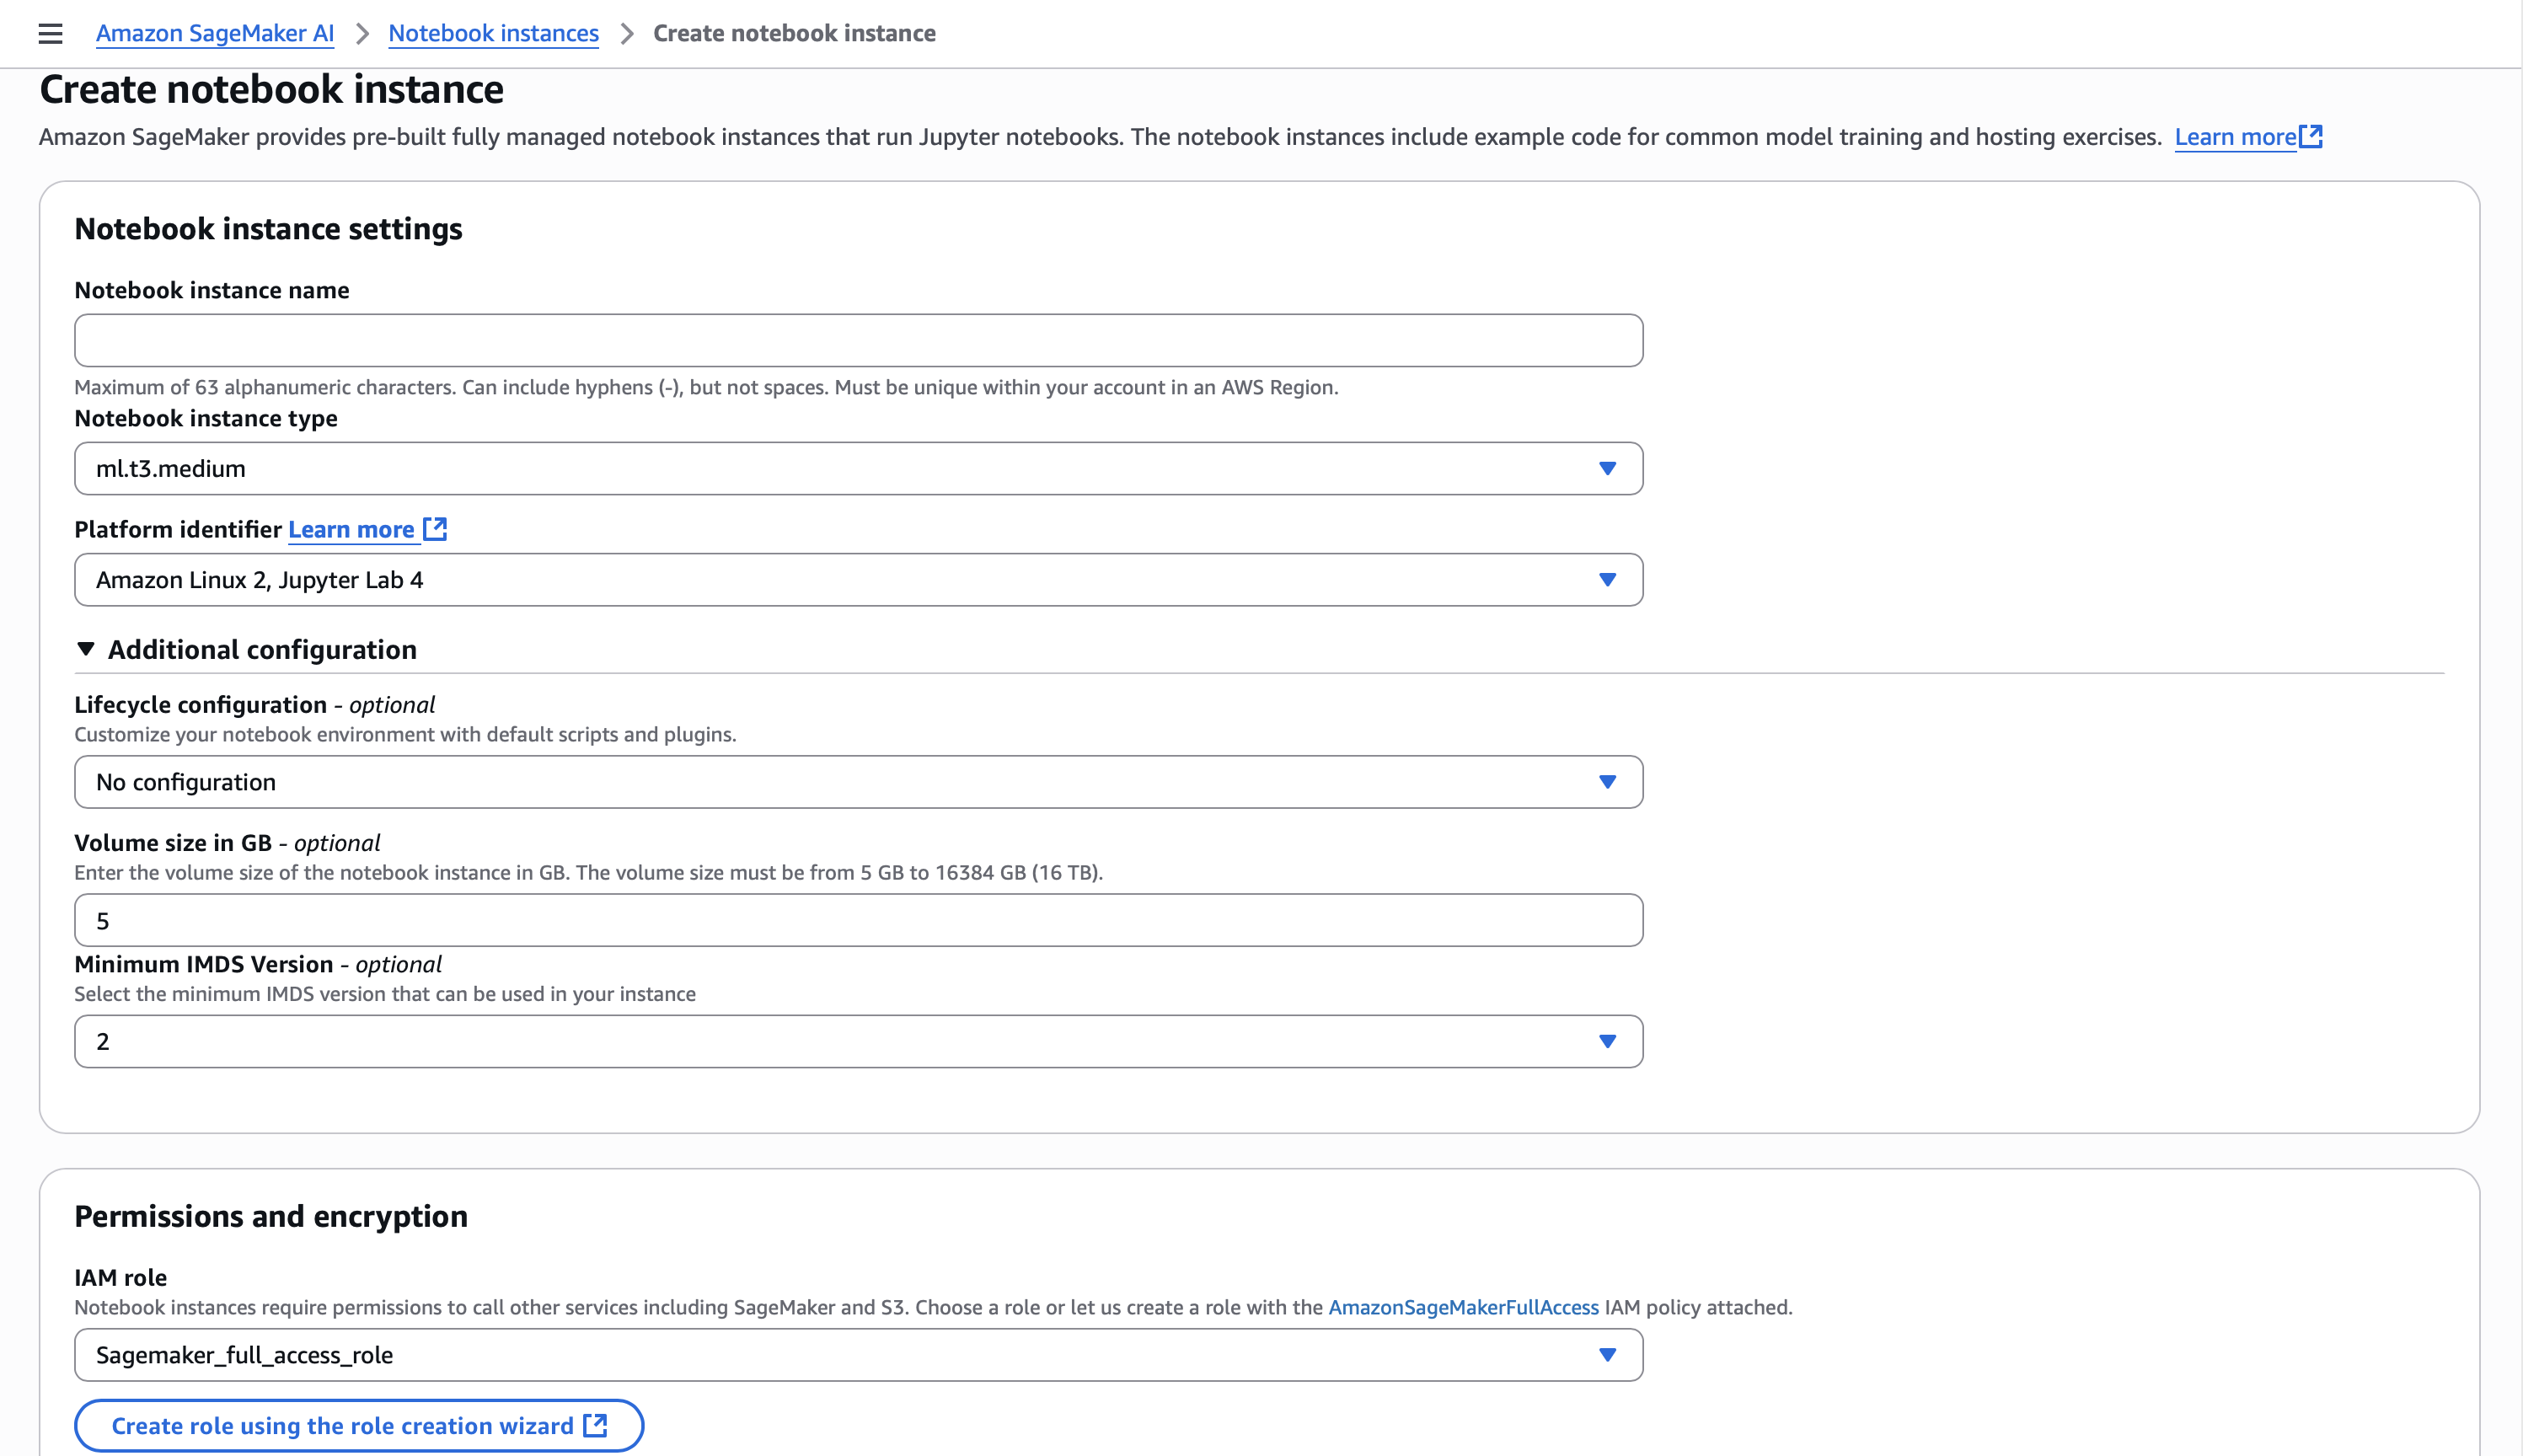 Amazon SageMaker AI > Notebook instances > Create notebook instance
Create notebook instance
Amazon SageMaker provides pre-built fully managed notebook instances that run Jupyter notebooks. The notebook instances include example code for common model training and hosting exercises. Learn more
Notebook instance settings
Notebook instance name
Maximum of 63 alphanumeric characters. Can include hyphens (-), but not spaces. Must be unique within your account in an AWS Region.
Notebook instance type
ml.t3.medium
Platform identifier Learn more
Amazon Linux 2, Jupyter Lab 4
Additional configuration
Lifecycle configuration - optional
Customize your notebook environment with default scripts and plugins.
No configuration
Volume size in GB - optional
Enter the volume size of the notebook instance in GB. The volume size must be from 5 GB to 16384 GB (16 TB).
5
Minimum IMDS Version - optional
Select the minimum IMDS version that can be used in your instance
2
Permissions and encryption
IAM role
Notebook instances require permissions to call other services including SageMaker and S3. Choose a role or let us create a role with the AmazonSageMakerFullAccess IAM policy attached.
Sagemaker_full_access_role
Create role using the role creation wizard